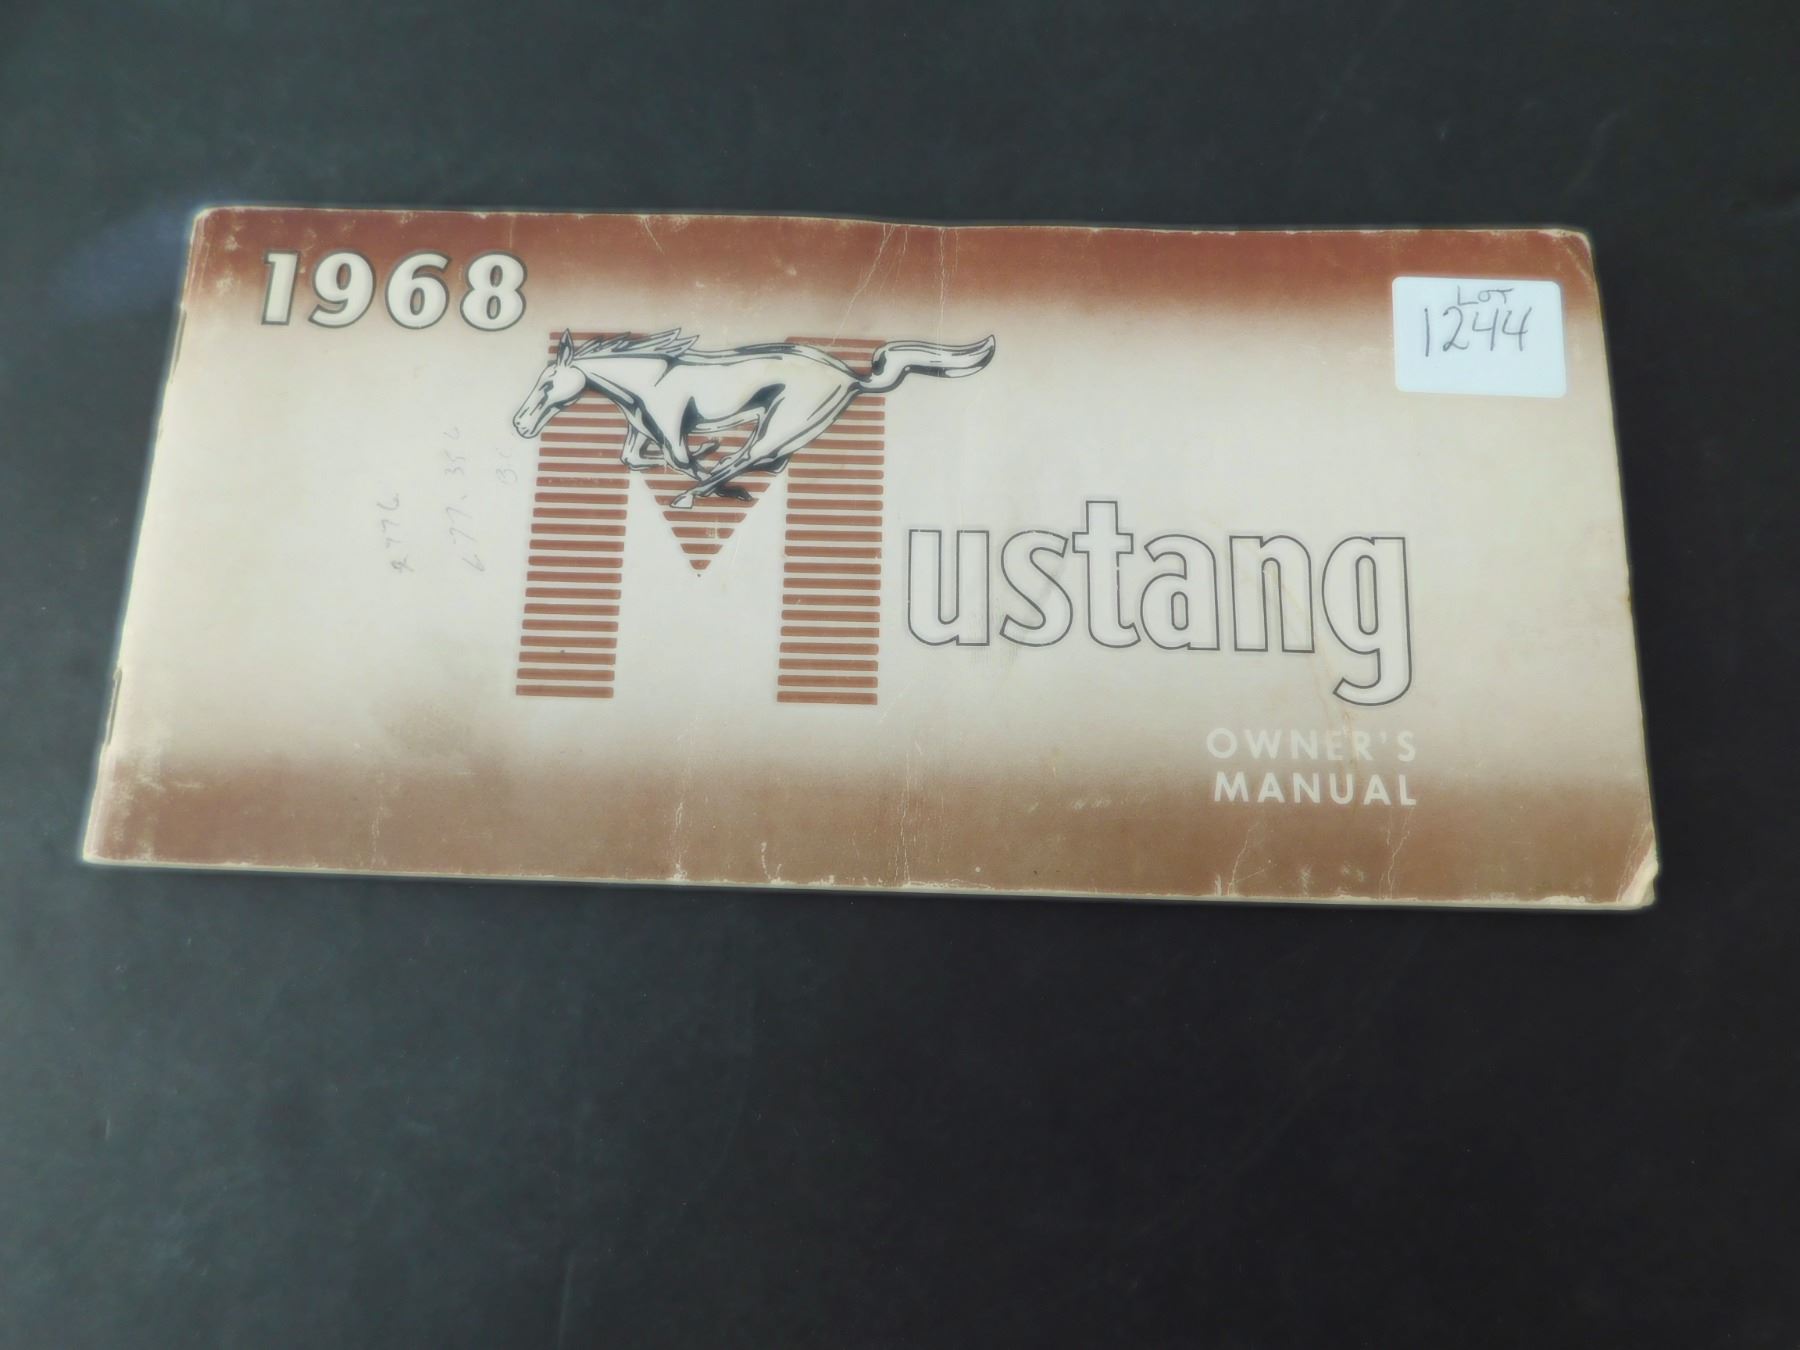 1968
LOT
1244
Mustang
OWNER'S
MANUAL